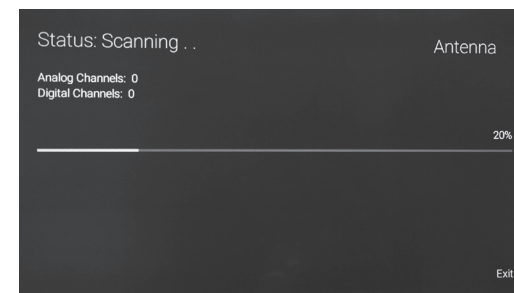 Status: Scanning . .
Antenna
Analog Channels: 0
Digital Channels: 0
20%
Exit